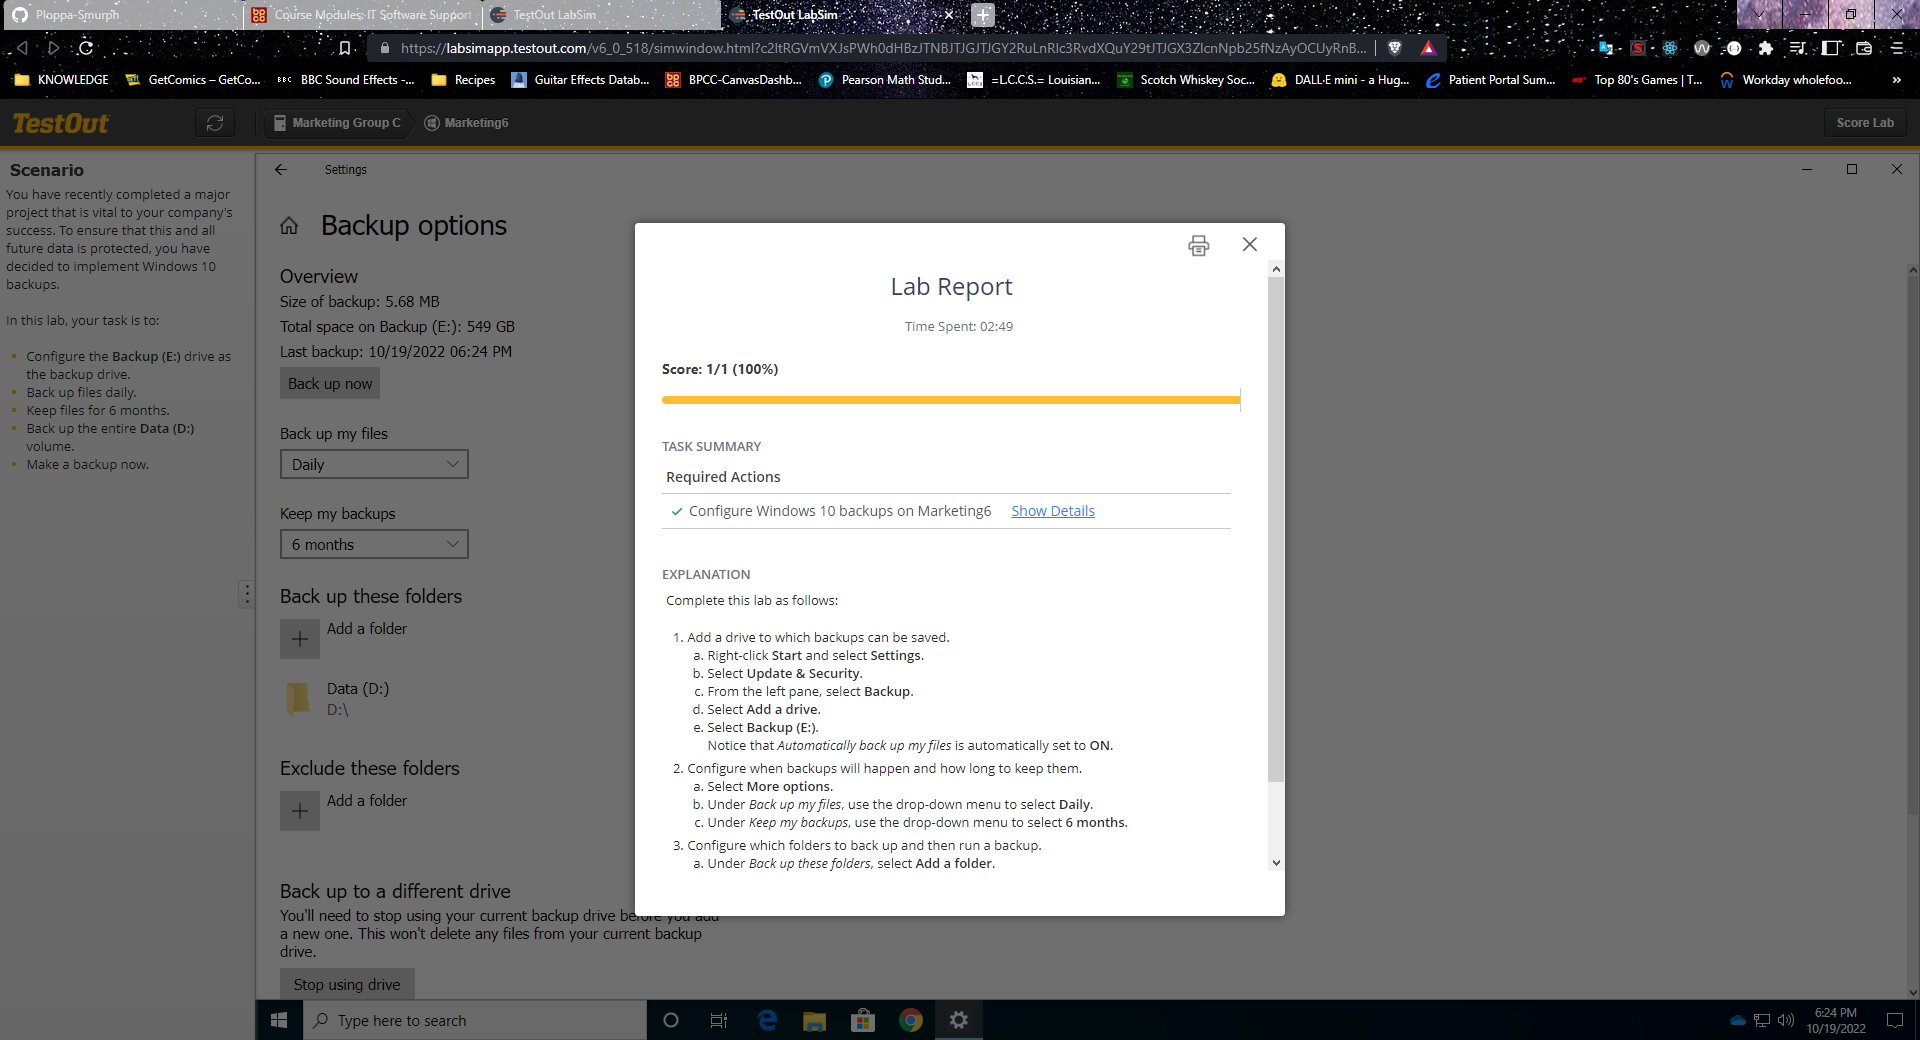 Ploppa-Smurph
Course Modules: IT Software Support
TestOut LabSim
TestOut LabSim
https://labsimapp.testout.com/v6_0_518/simwindow.html?c2ltRGVmVXJsPWh0dHBzJTNBJTJGJTJGY2RuLnRlc3RvdXQuY29tJTJGX3ZlcnNpb25fNzAyOCUyRnB...
KNOWLEDGE
GetComics – GetCo...
BBC
BBC Sound Effects -...
Recipes
Guitar Effects Datab...
BPCC-CanvasDashb...
Pearson Math Stud...
=L.C.C.S.= Louisian...
Scotch Whiskey Soc...
DALL·E mini - a Hug...
Patient Portal Sum...
Top 80's Games | T...
Workday wholefoo...
»
TestOut
Marketing Group C
Marketing6
Score Lab
Scenario
You have recently completed a major
project that is vital to your company's
success. To ensure that this and all
future data is protected, you have
decided to implement Windows 10
backups.
In this lab, your task is to:
Configure the Backup (E:) drive as
the backup drive.
Back up files daily.
Keep files for 6 months.
Back up the entire Data (D:)
volume.
Make a backup now.
Settings
Backup options
Overview
Size of backup: 5.68 MB
Total space on Backup (E:): 549 GB
Last backup: 10/19/2022 06:24 PM
Back up now
Back up my files
Daily
Keep my backups
6 months
Back up these folders
Add a folder
Data (D:)
D:\
Exclude these folders
Add a folder
Back up to a different drive
You'll need to stop using your current backup drive before you add
a new one. This won't delete any files from your current backup
drive.
Stop using drive
Lab Report
Time Spent: 02:49
Score: 1/1 (100%)
TASK SUMMARY
Required Actions
✓ Configure Windows 10 backups on Marketing6 Show Details
EXPLANATION
Complete this lab as follows:
1. Add a drive to which backups can be saved.
a. Right-click Start and select Settings.
b. Select Update & Security.
c. From the left pane, select Backup.
d. Select Add a drive.
e. Select Backup (E:).
Notice that Automatically back up my files is automatically set to ON.
2. Configure when backups will happen and how long to keep them.
a. Select More options.
b. Under Back up my files, use the drop-down menu to select Daily.
c. Under Keep my backups, use the drop-down menu to select 6 months.
3. Configure which folders to back up and then run a backup.
a. Under Back up these folders, select Add a folder.
Type here to search
6:24 PM
10/19/2022